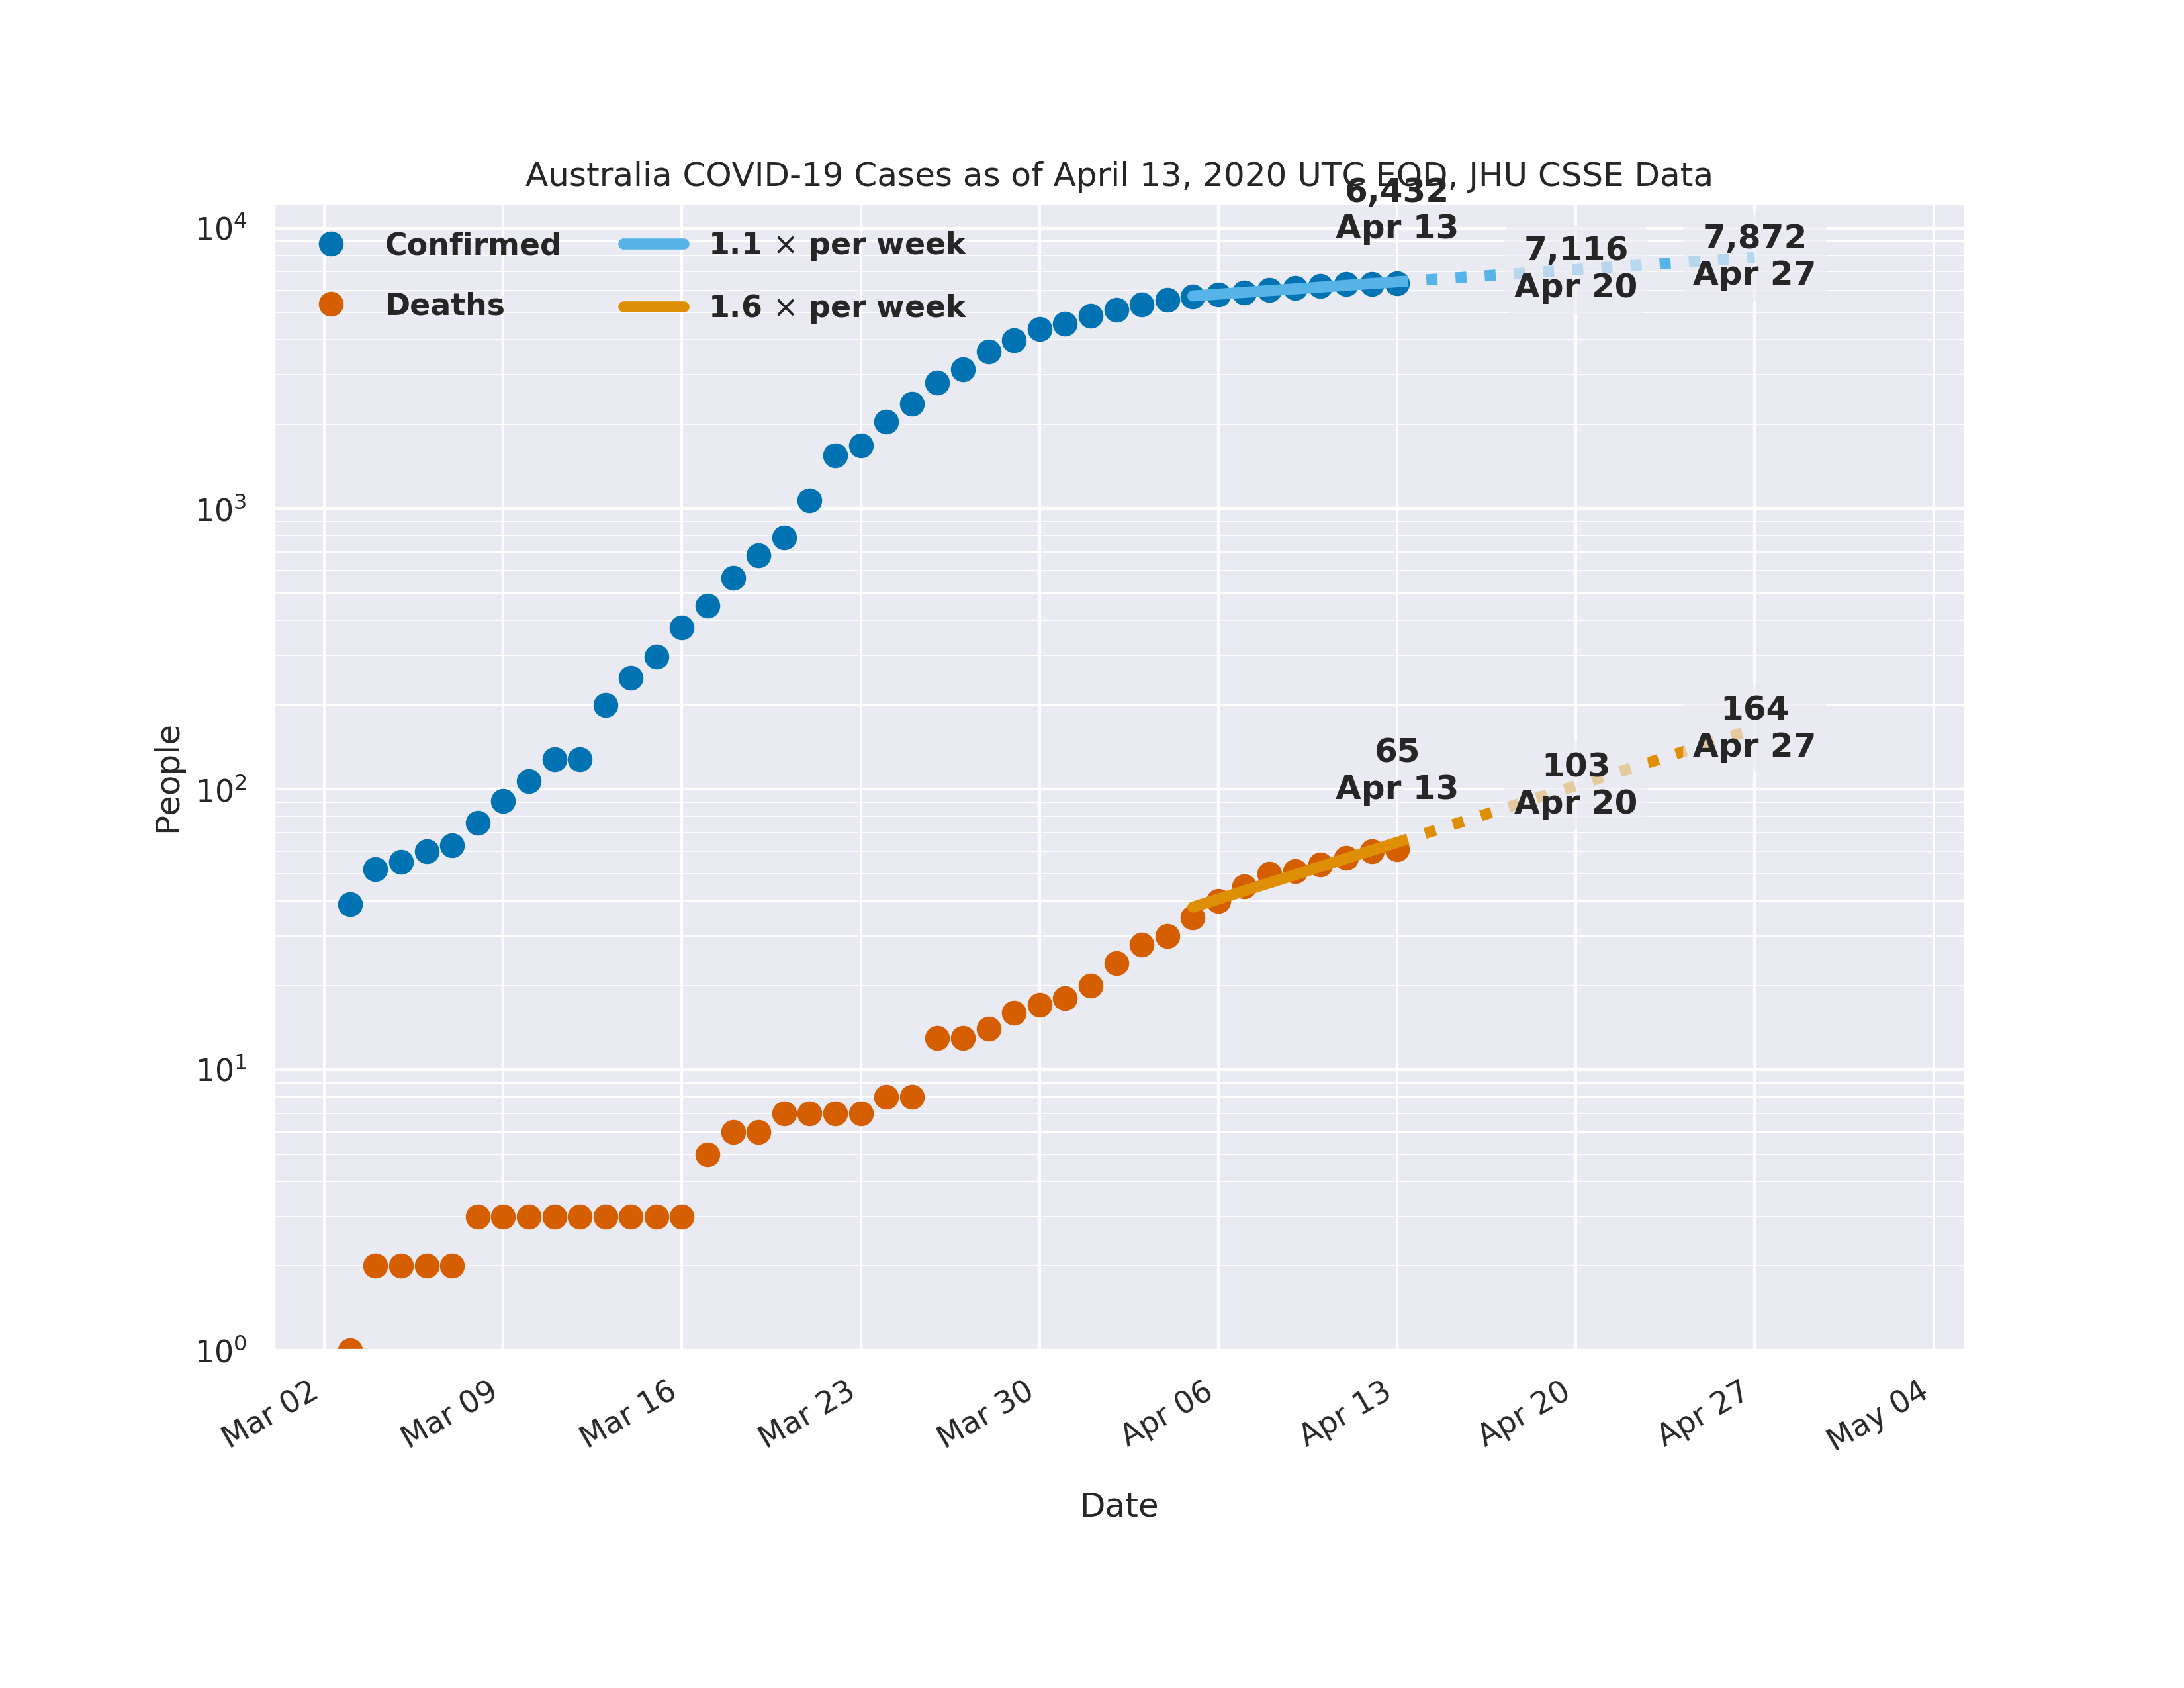 Australia COVID-19 Cases as of April 13, 2020 UTC EOD, JHU CSSE Data
6,432
Apr 13
7,116
Apr 20
7,872
Apr 27
Confirmed
Deaths
1.1 × per week
1.6 × per week
65
Apr 13
103
Apr 20
164
Apr 27
People
10⁴
10³
10²
10¹
10⁰
Mar 02
Mar 09
Mar 16
Mar 23
Mar 30
Apr 06
Apr 13
Apr 20
Apr 27
May 04
Date